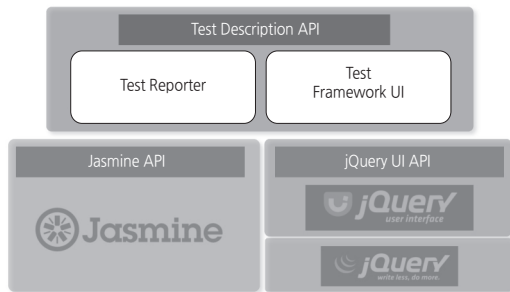 Test Description API
Test Reporter
Test
Framework UI
Jasmine API
Jasmine
jQuery UI API
jQuery
user interface
jQuery
write less. do more.